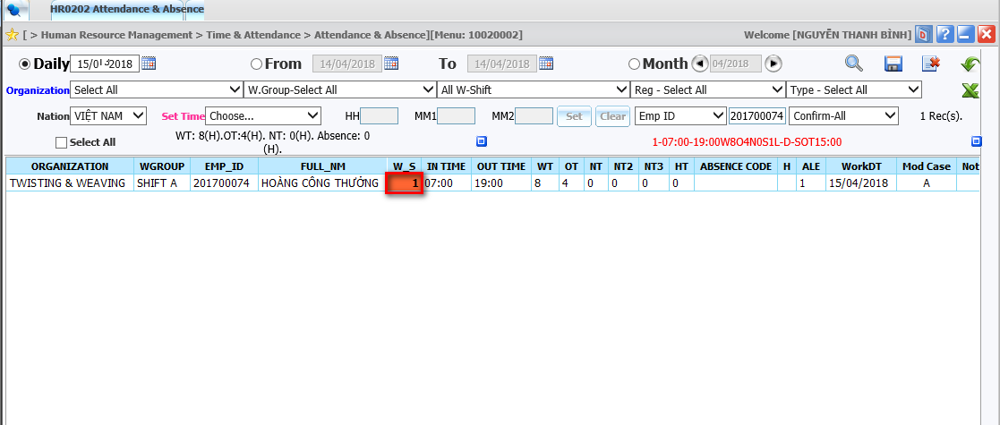 HR0202 Attendance & Absence
[ > Human Resource Management > Time & Attendance > Attendance & Absence][Menu: 10020002] Welcome [NGUYỄN THANH BÌNH]
Daily 2018 From 14/04/2018 To 14/04/2018 Month 04/2018
Organization Select All W.Group-Select All All W-Shift Reg - Select All Type - Select All
Nation VIỆT NAM Set Time Choose... HH MM1 MM2 Set Clear Emp ID 201700074 Confirm-All 1 Rec(s).
Select All WT: 8(H).OT:4(H). NT: 0(H). Absence: 0 (H). 1-07:00-19:00W8O4N0S1L-D-SOT15:00
ORGANIZATION WGROUP EMP_ID FULL_NM W_S IN TIME OUT TIME WT OT NT NT2 NT3 HT ABSENCE CODE H ALE WorkDT Mod Case Not
TWISTING & WEAVING SHIFT A 201700074 HOÀNG CÔNG THƯỞNG 1 07:00 19:00 8 4 0 0 0 0 1 15/04/2018 A